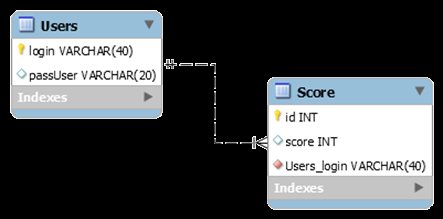 Users
login VARCHAR(40)
passUser VARCHAR(20)
Indexes
Score
id INT
score INT
Users_login VARCHAR(40)
Indexes